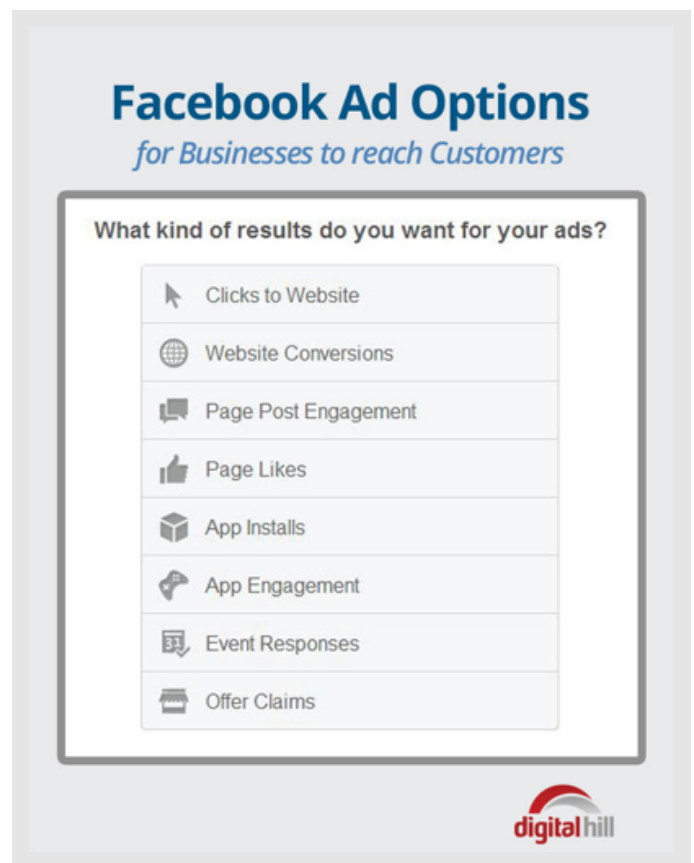 Facebook Ad Options
for Businesses to reach Customers
What kind of results do you want for your ads?
Clicks to Website
Website Conversions
Page Post Engagement
Page Likes
App Installs
App Engagement
31
Event Responses
Offer Claims
digital hill